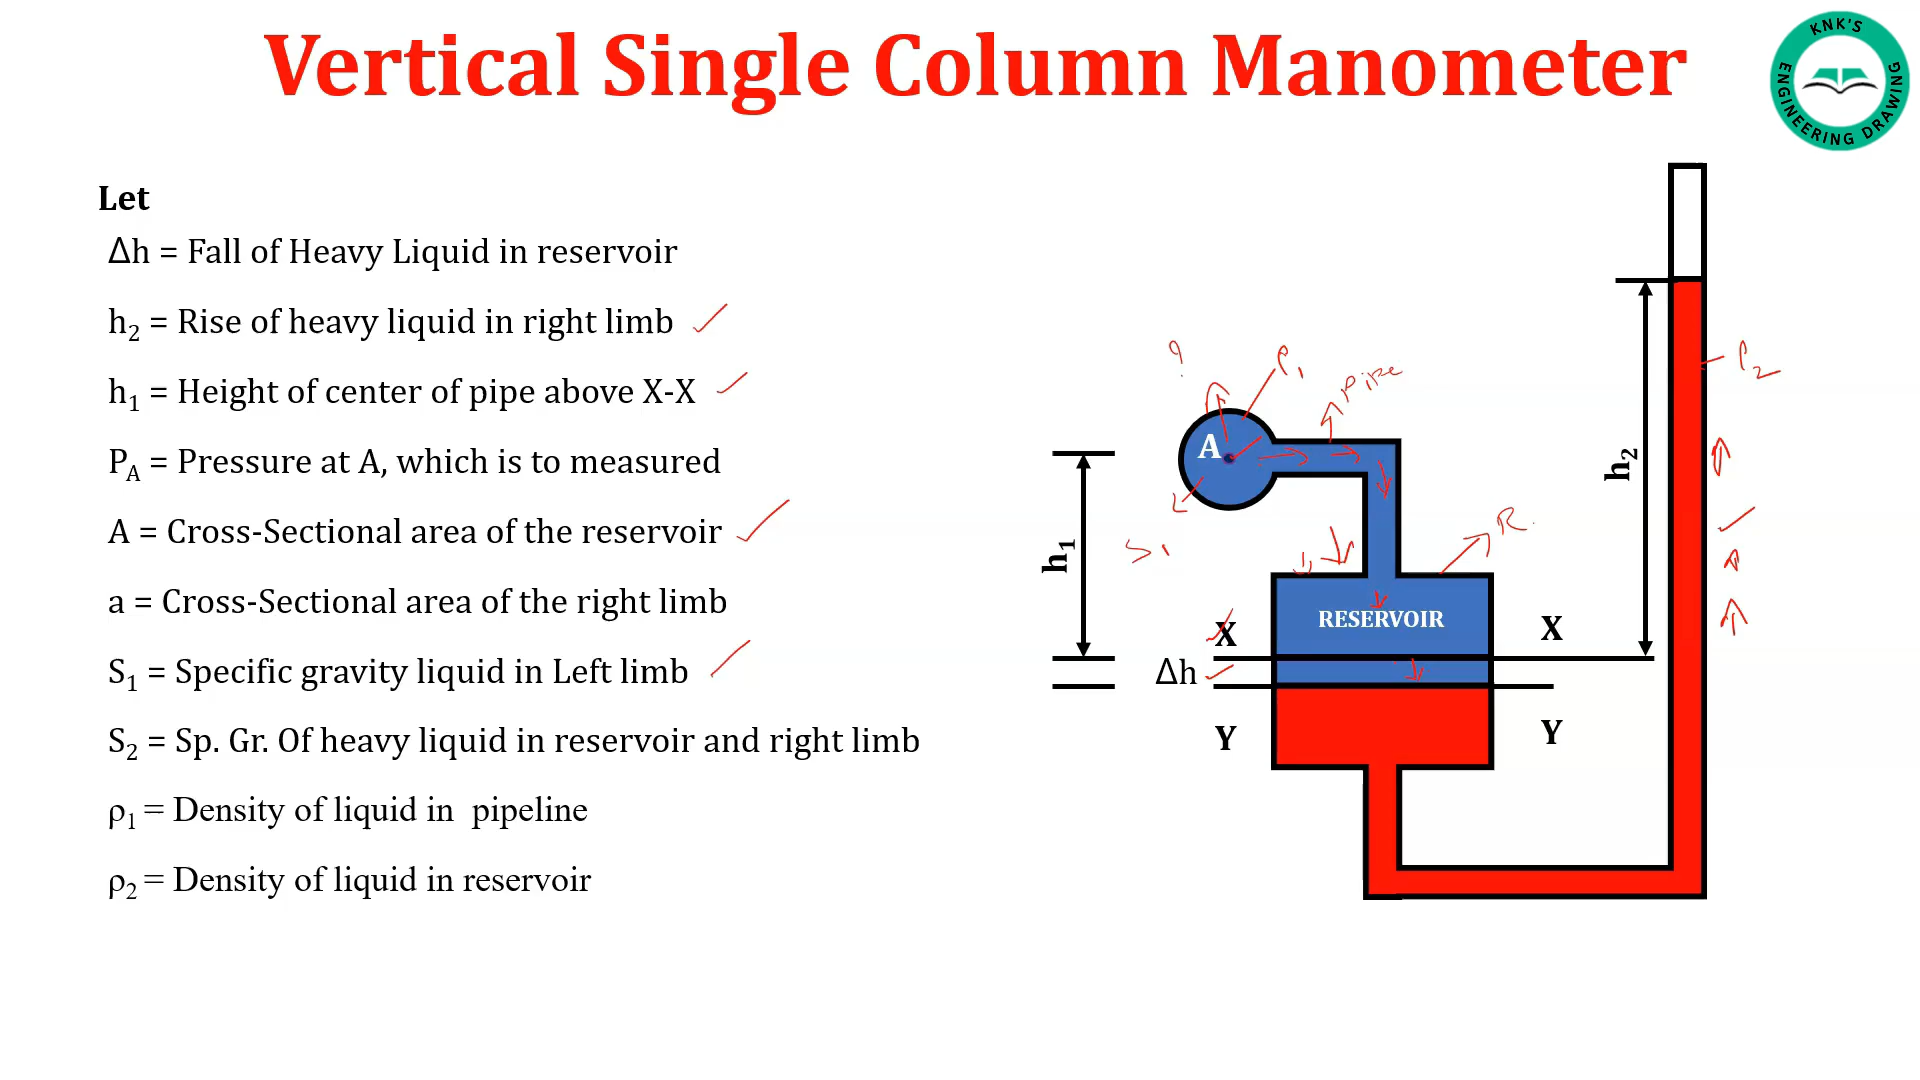 Vertical Single Column Manometer
KNK'S
ENGINEERING DRAWING
Let
Δh = Fall of Heavy Liquid in reservoir
h₂ = Rise of heavy liquid in right limb
h₁ = Height of center of pipe above X-X
P_A = Pressure at A, which is to measured
A = Cross-Sectional area of the reservoir
a = Cross-Sectional area of the right limb
S₁ = Specific gravity liquid in Left limb
S₂ = Sp. Gr. Of heavy liquid in reservoir and right limb
ρ₁ = Density of liquid in pipeline
ρ₂ = Density of liquid in reservoir
?
ρ₁
pipe
ρ₂
A
h₂
R
S₁
h₁
RESERVOIR
X
X
Δh
Y
Y